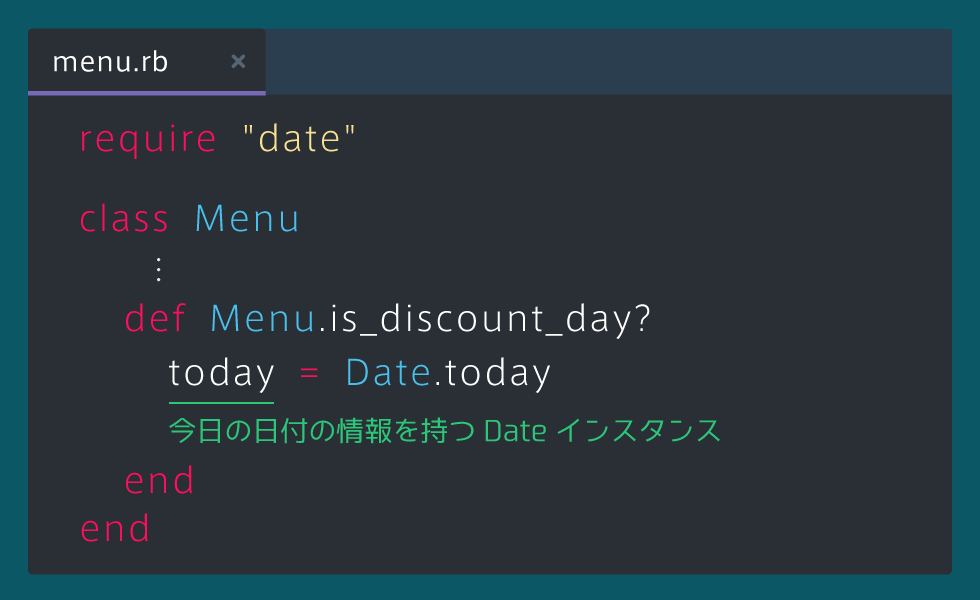 menu.rb ×
require "date"
class Menu
⋮
def Menu.is_discount_day?
today = Date.today
今日の日付の情報を持つ Date インスタンス
end
end